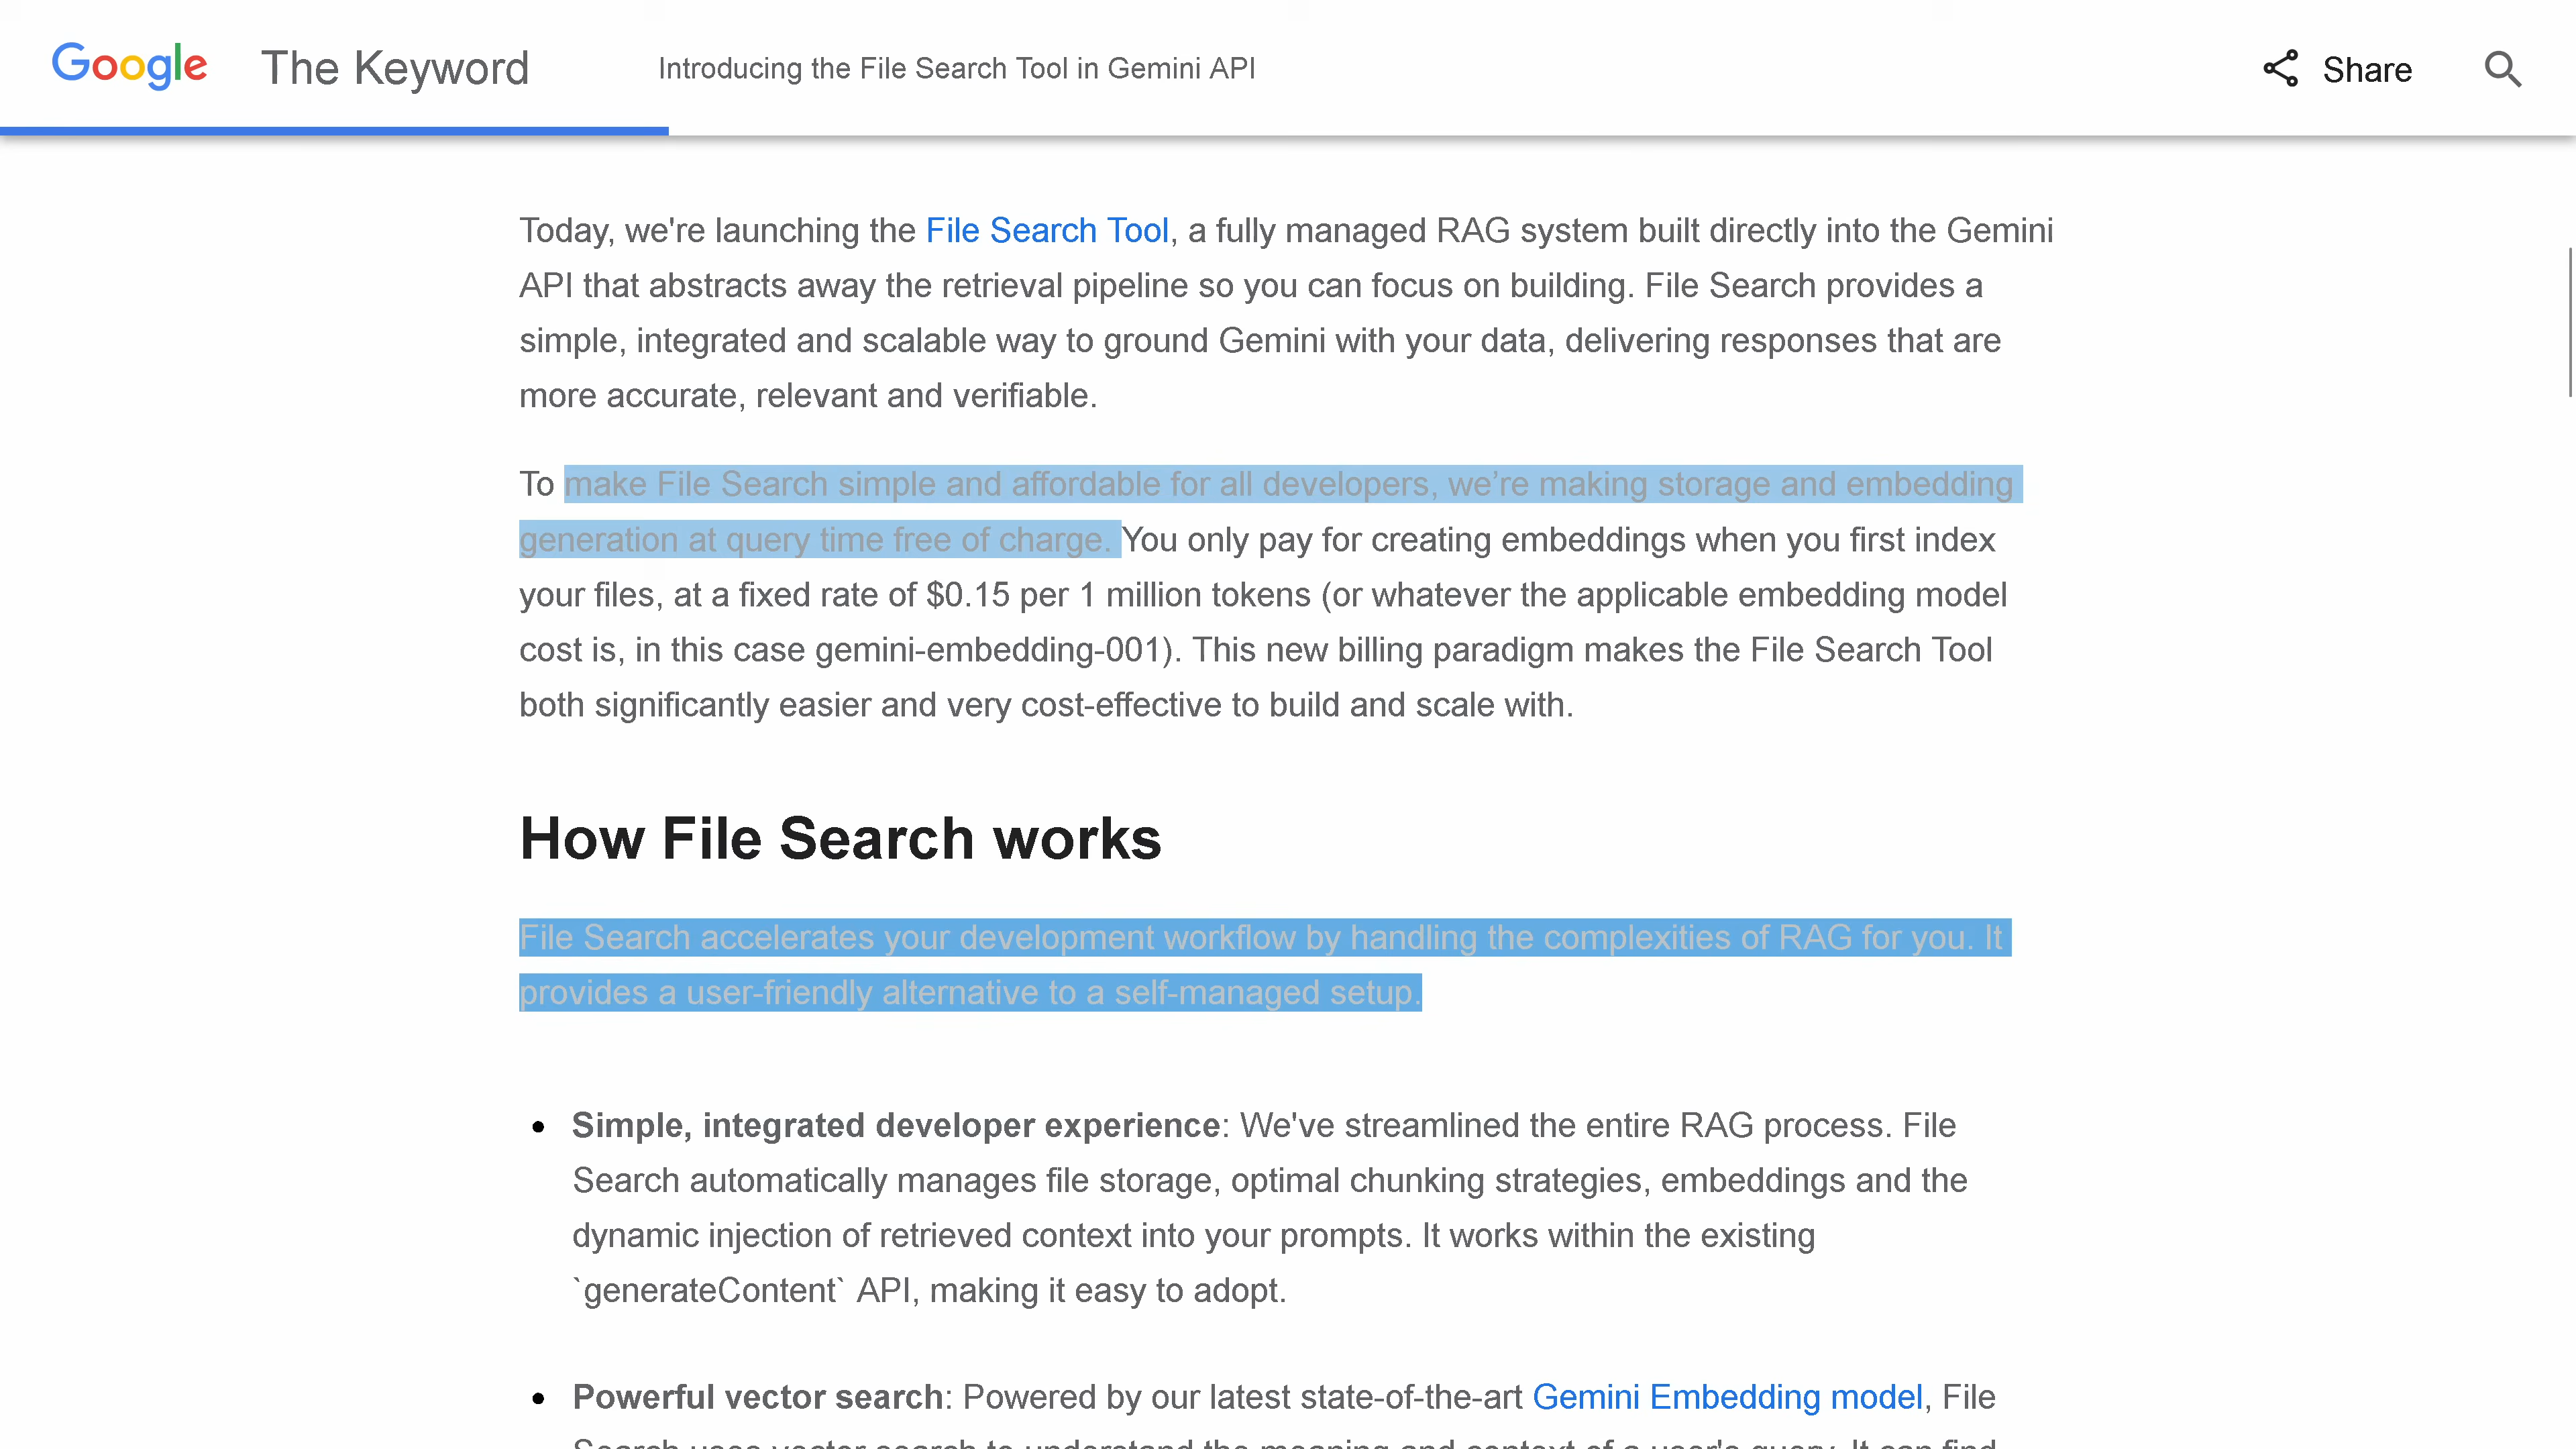 Google The Keyword Introducing the File Search Tool in Gemini API Share
Today, we're launching the File Search Tool, a fully managed RAG system built directly into the Gemini
API that abstracts away the retrieval pipeline so you can focus on building. File Search provides a
simple, integrated and scalable way to ground Gemini with your data, delivering responses that are
more accurate, relevant and verifiable.
To make File Search simple and affordable for all developers, we’re making storage and embedding
generation at query time free of charge. You only pay for creating embeddings when you first index
your files, at a fixed rate of $0.15 per 1 million tokens (or whatever the applicable embedding model
cost is, in this case gemini-embedding-001). This new billing paradigm makes the File Search Tool
both significantly easier and very cost-effective to build and scale with.
How File Search works
File Search accelerates your development workflow by handling the complexities of RAG for you. It
provides a user-friendly alternative to a self-managed setup.
• Simple, integrated developer experience: We've streamlined the entire RAG process. File
Search automatically manages file storage, optimal chunking strategies, embeddings and the
dynamic injection of retrieved context into your prompts. It works within the existing
`generateContent` API, making it easy to adopt.
• Powerful vector search: Powered by our latest state-of-the-art Gemini Embedding model, File
Search uses vector search to understand the meaning and context of a user's query. It can find